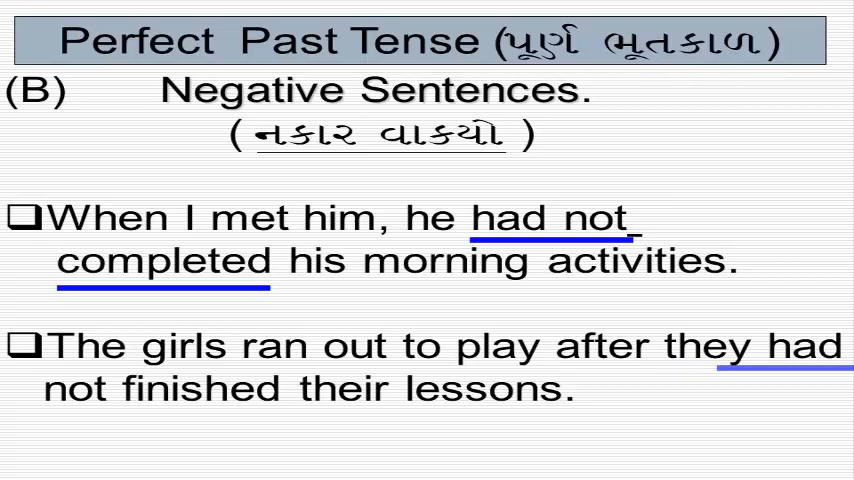 Perfect Past Tense (પૂર્ણ ભૂતકાળ)
(B) Negative Sentences.
( નકાર વાકયો )
❑When I met him, he had not
completed his morning activities.
❑The girls ran out to play after they had
not finished their lessons.